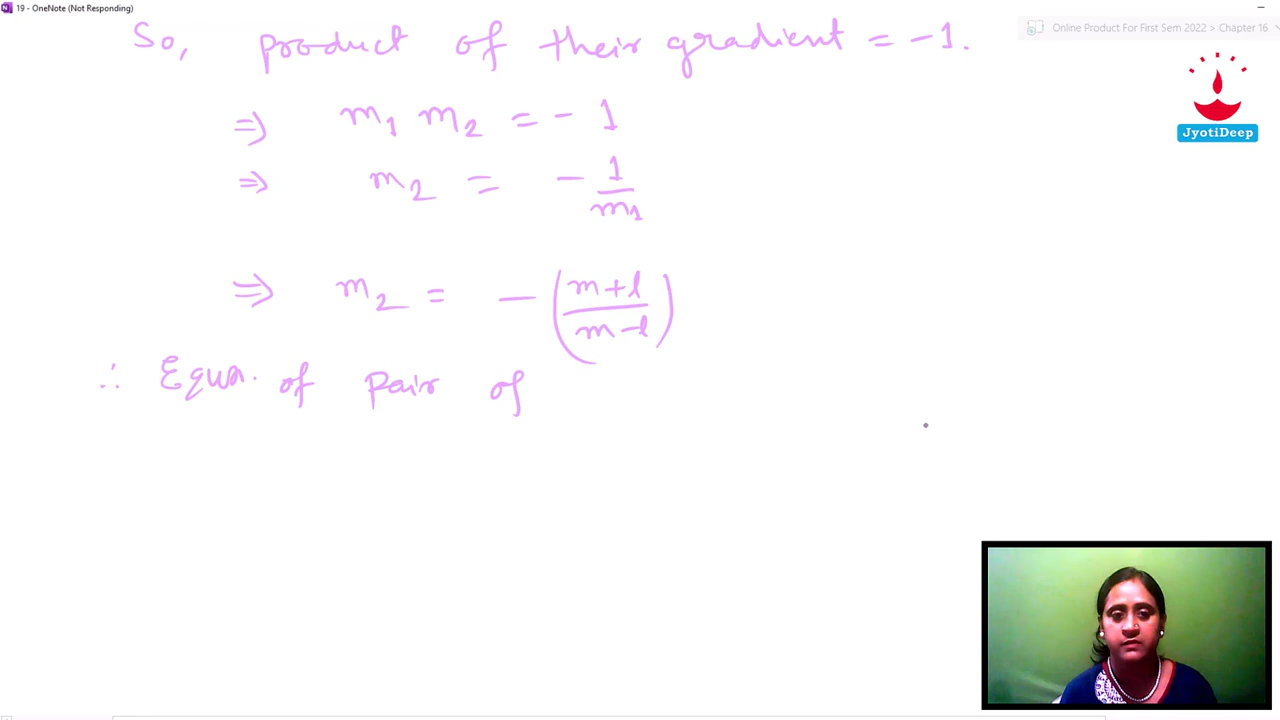 19 - OneNote (Not Responding)
Online Product For First Sem 2022 > Chapter 16
JyotiDeep
So, product of their gradient = -1.
⇒ m₁ m₂ = - 1
⇒ m₂ = - 1/m₁
⇒ m₂ = - (m+l/m-l)
∴ Equn. of pair of